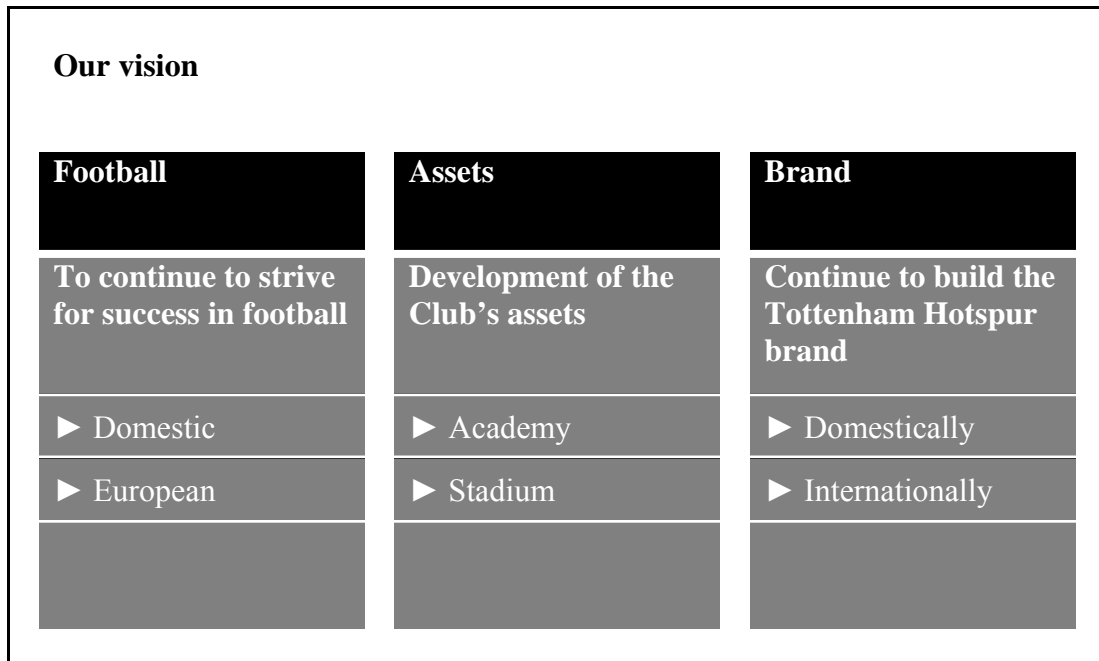 Our vision
Football
To continue to strive
for success in football
► Domestic
► European
Assets
Development of the
Club's assets
► Academy
► Stadium
Brand
Continue to build the
Tottenham Hotspur
brand
► Domestically
► Internationally